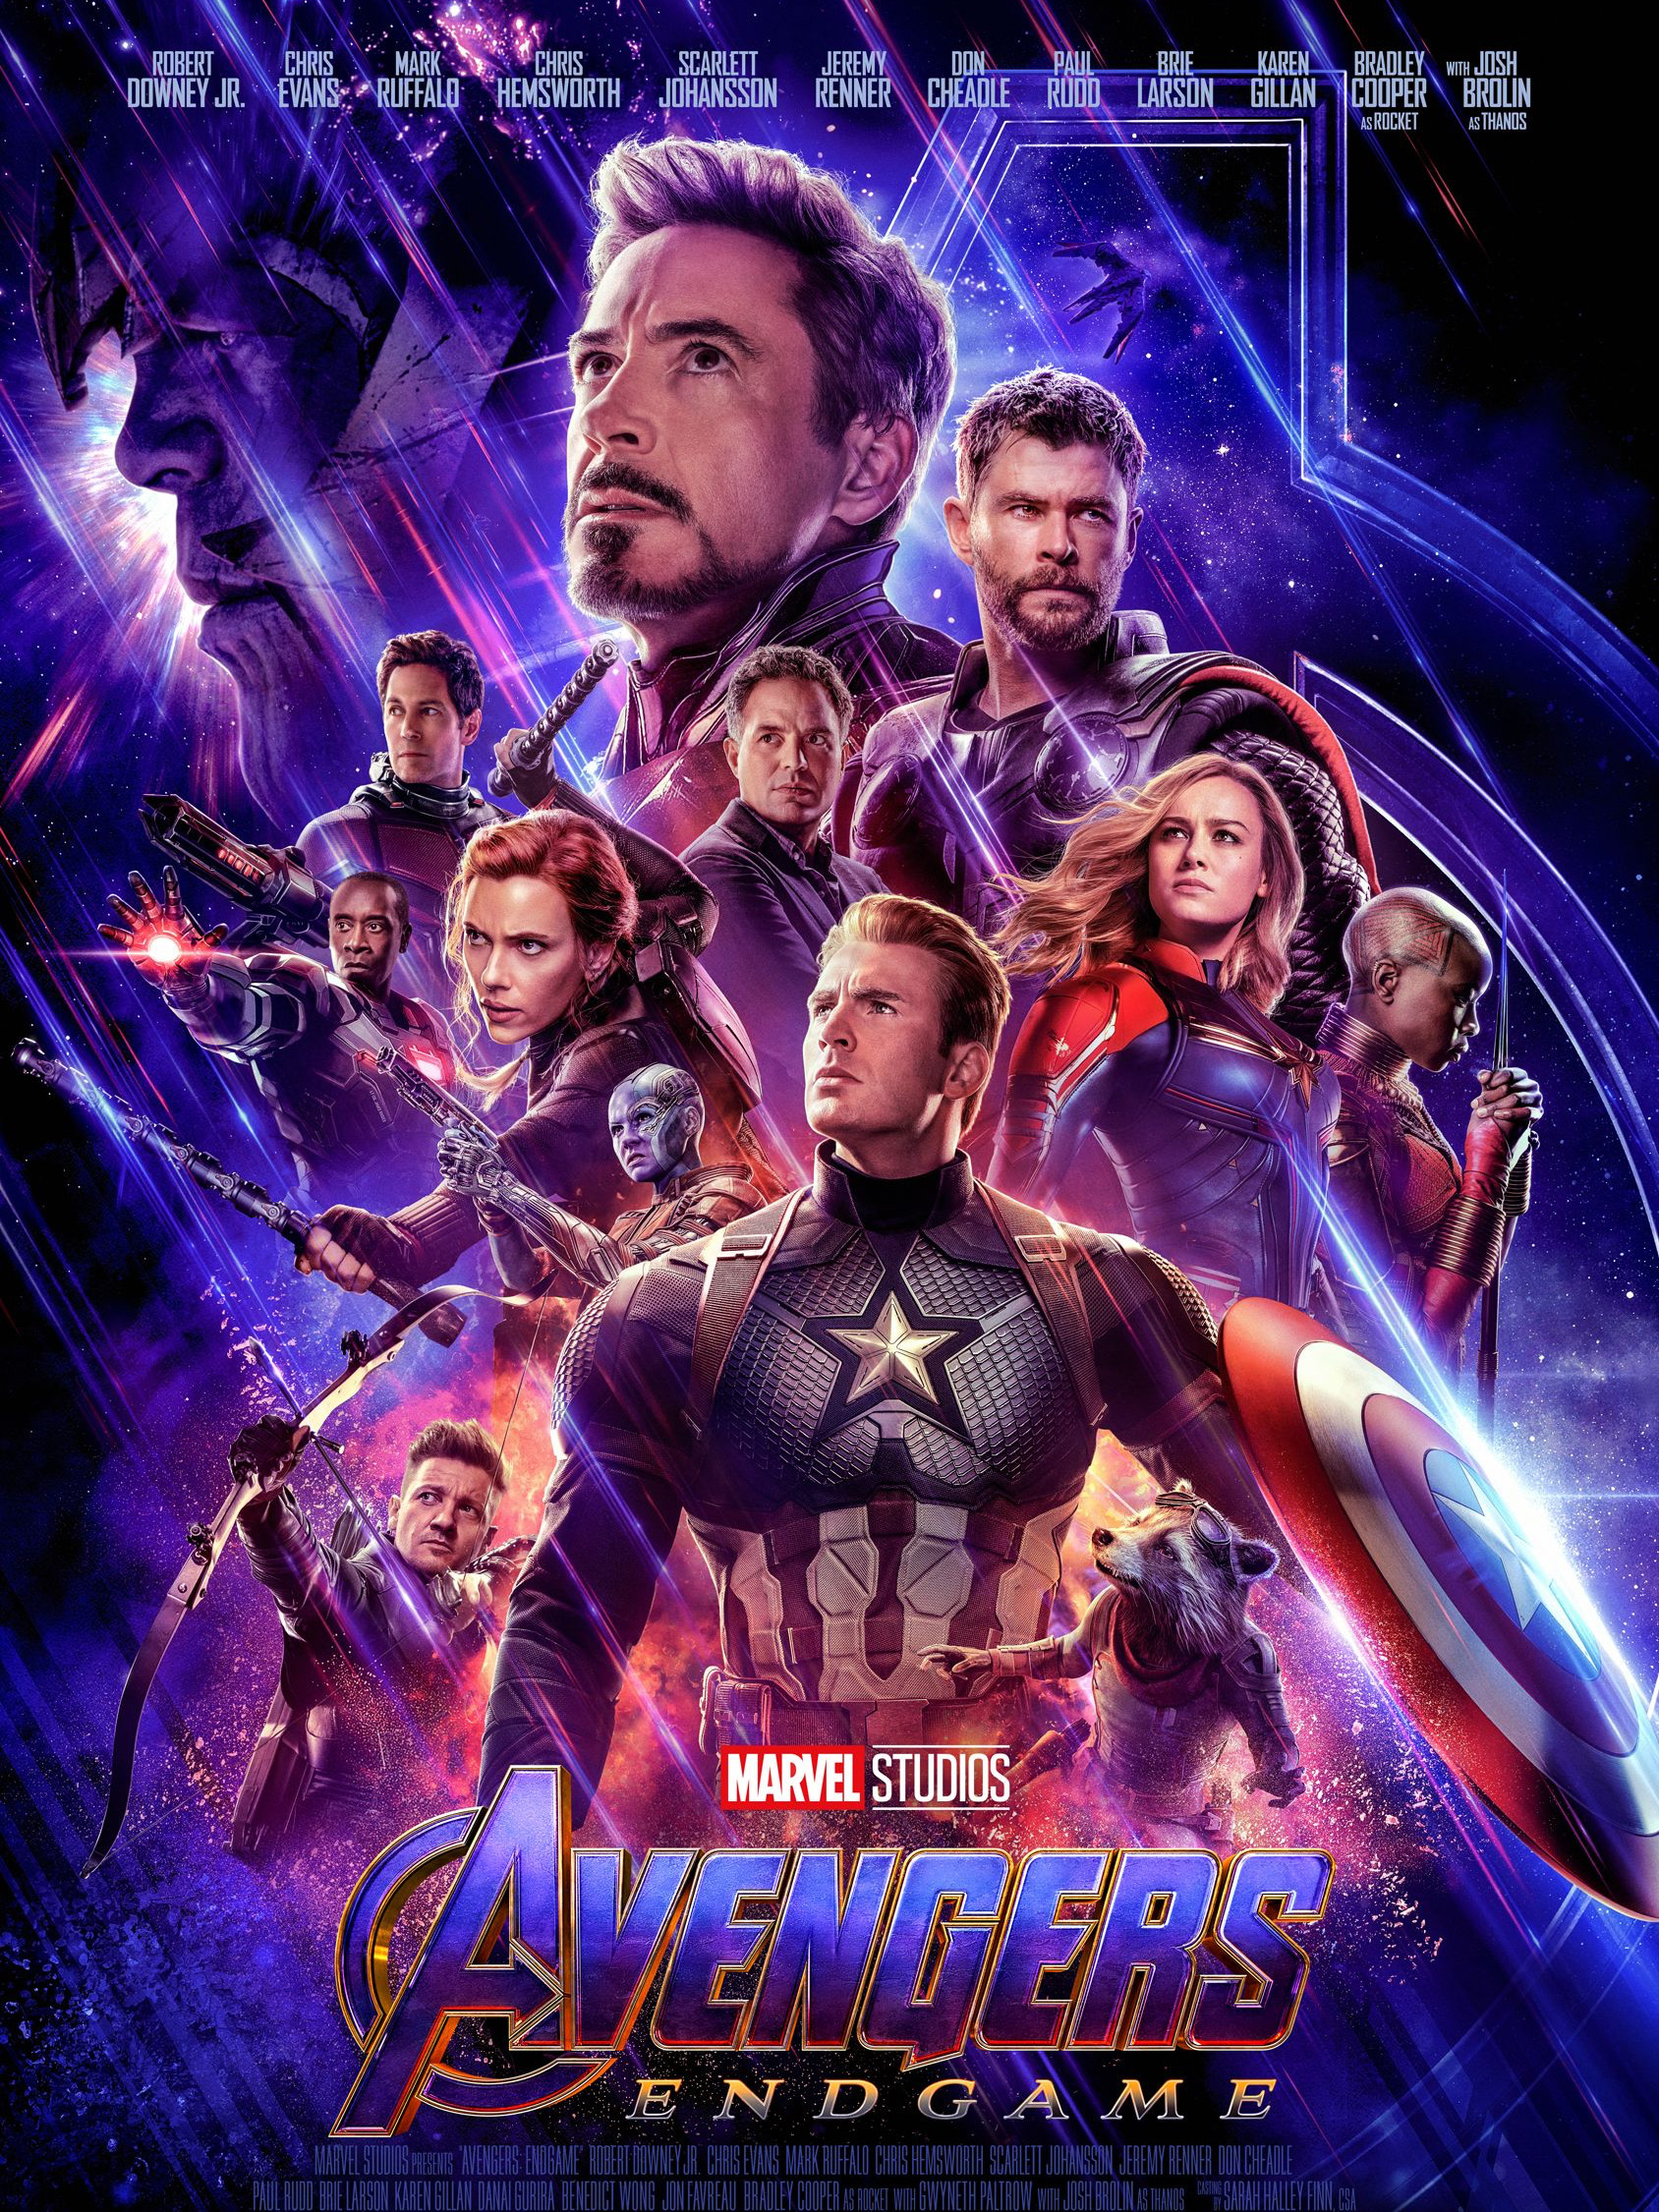 ROBERT DOWNEY JR. CHRIS EVANS MARK RUFFALO CHRIS HEMSWORTH SCARLETT JOHANSSON JEREMY RENNER DON CHEADLE PAUL RUDD BRIE LARSON KAREN GILLAN BRADLEY COOPER AS ROCKET WITH JOSH BROLIN AS THANOS
MARVEL STUDIOS
AVENGERS
ENDGAME
MARVEL STUDIOS PRESENTS "AVENGERS: ENDGAME" ROBERT DOWNEY JR. CHRIS EVANS MARK RUFFALO CHRIS HEMSWORTH SCARLETT JOHANSSON JEREMY RENNER DON CHEADLE
PAUL RUDD BRIE LARSON KAREN GILLAN DANAI GURIRA BENEDICT WONG JON FAVREAU BRADLEY COOPER AS ROCKET WITH GWYNETH PALTROW WITH JOSH BROLIN AS THANOS CASTING BY SARAH HALLEY FINN, CSA